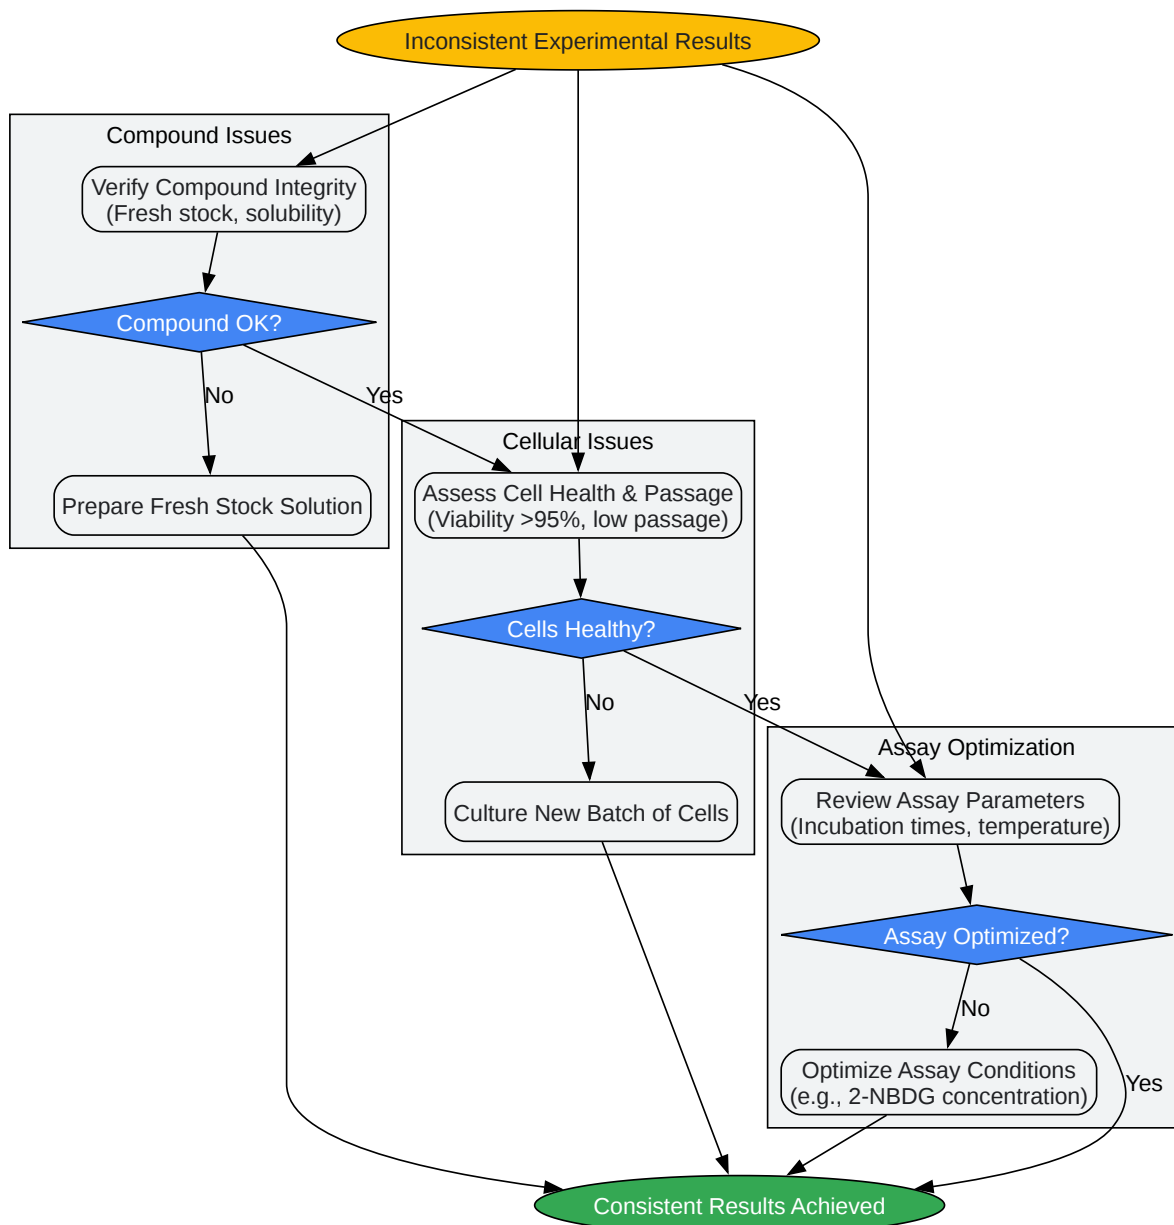 Inconsistent Experimental Results
Compound Issues
Verify Compound Integrity
(Fresh stock, solubility)
Compound OK?
No
Yes
Prepare Fresh Stock Solution
Cellular Issues
Assess Cell Health & Passage
(Viability >95%, low passage)
Cells Healthy?
No
Yes
Culture New Batch of Cells
Assay Optimization
Review Assay Parameters
(Incubation times, temperature)
Assay Optimized?
No
Yes
Optimize Assay Conditions
(e.g., 2-NBDG concentration)
Consistent Results Achieved